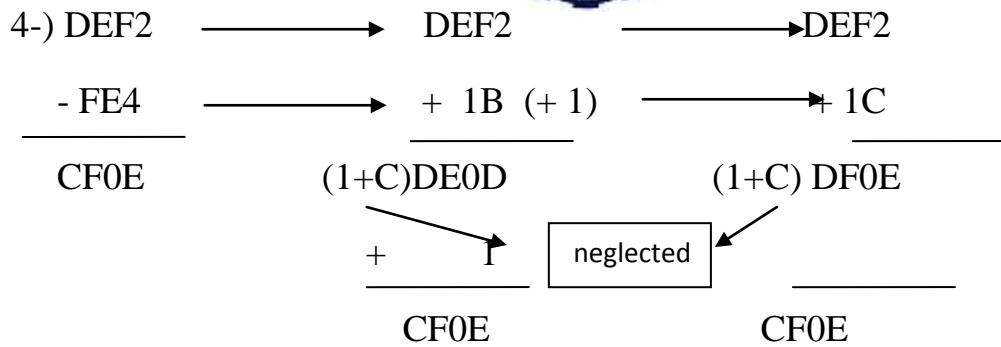 4-) DEF2 DEF2 DEF2
- FE4 + 1B (+ 1) + 1C
CF0E (1+C)DE0D (1+C) DF0E
+ 1 neglected
CF0E CF0E